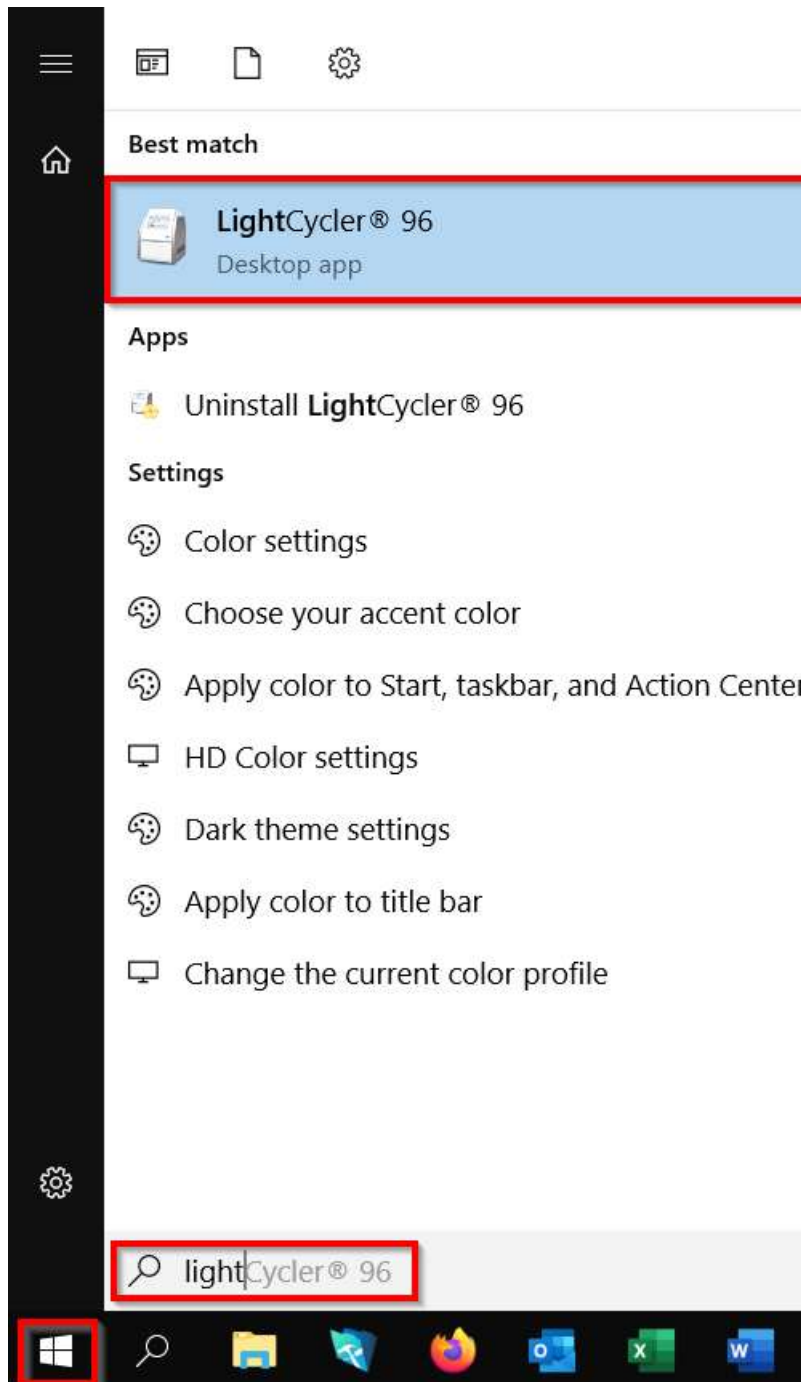 Best match
LightCycler® 96
Desktop app
Apps
Uninstall LightCycler® 96
Settings
Color settings
Choose your accent color
Apply color to Start, taskbar, and Action Center
HD Color settings
Dark theme settings
Apply color to title bar
Change the current color profile
lightCycler® 96